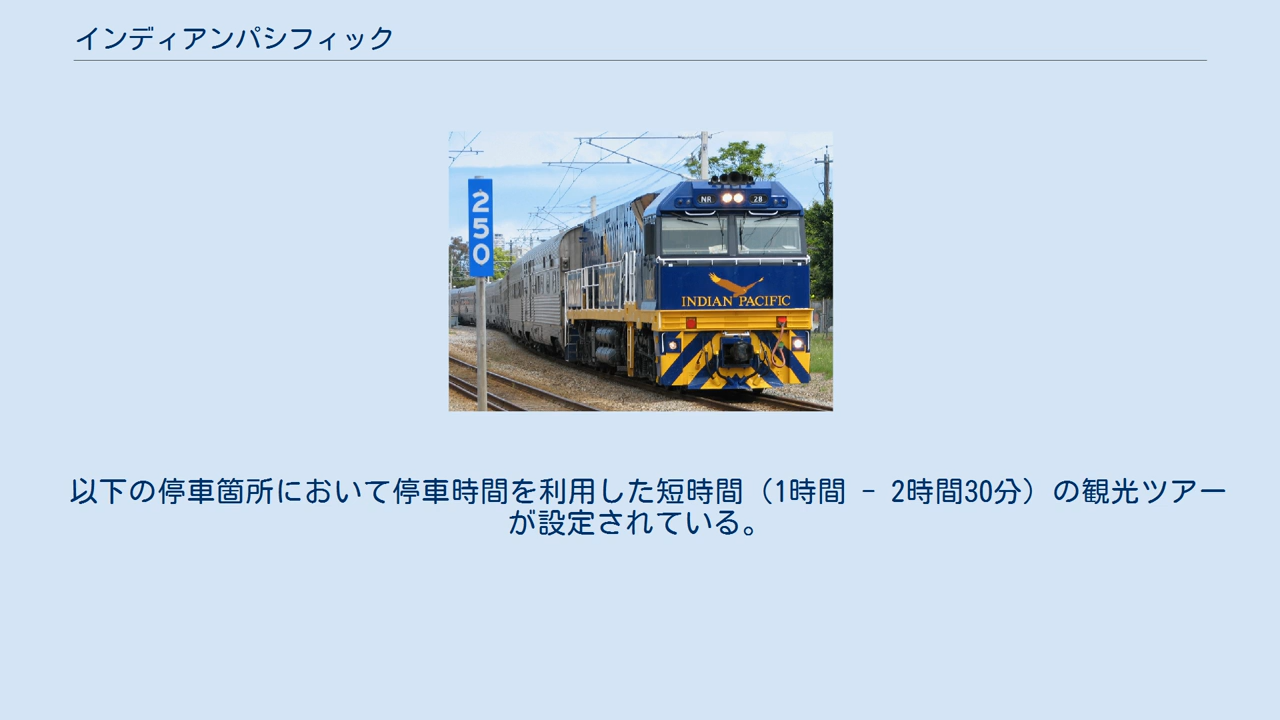 インディアンパシフィック
250
NR 28
INDIAN PACIFIC
以下の停車箇所において停車時間を利用した短時間（1時間 - 2時間30分）の観光ツアー
が設定されている。